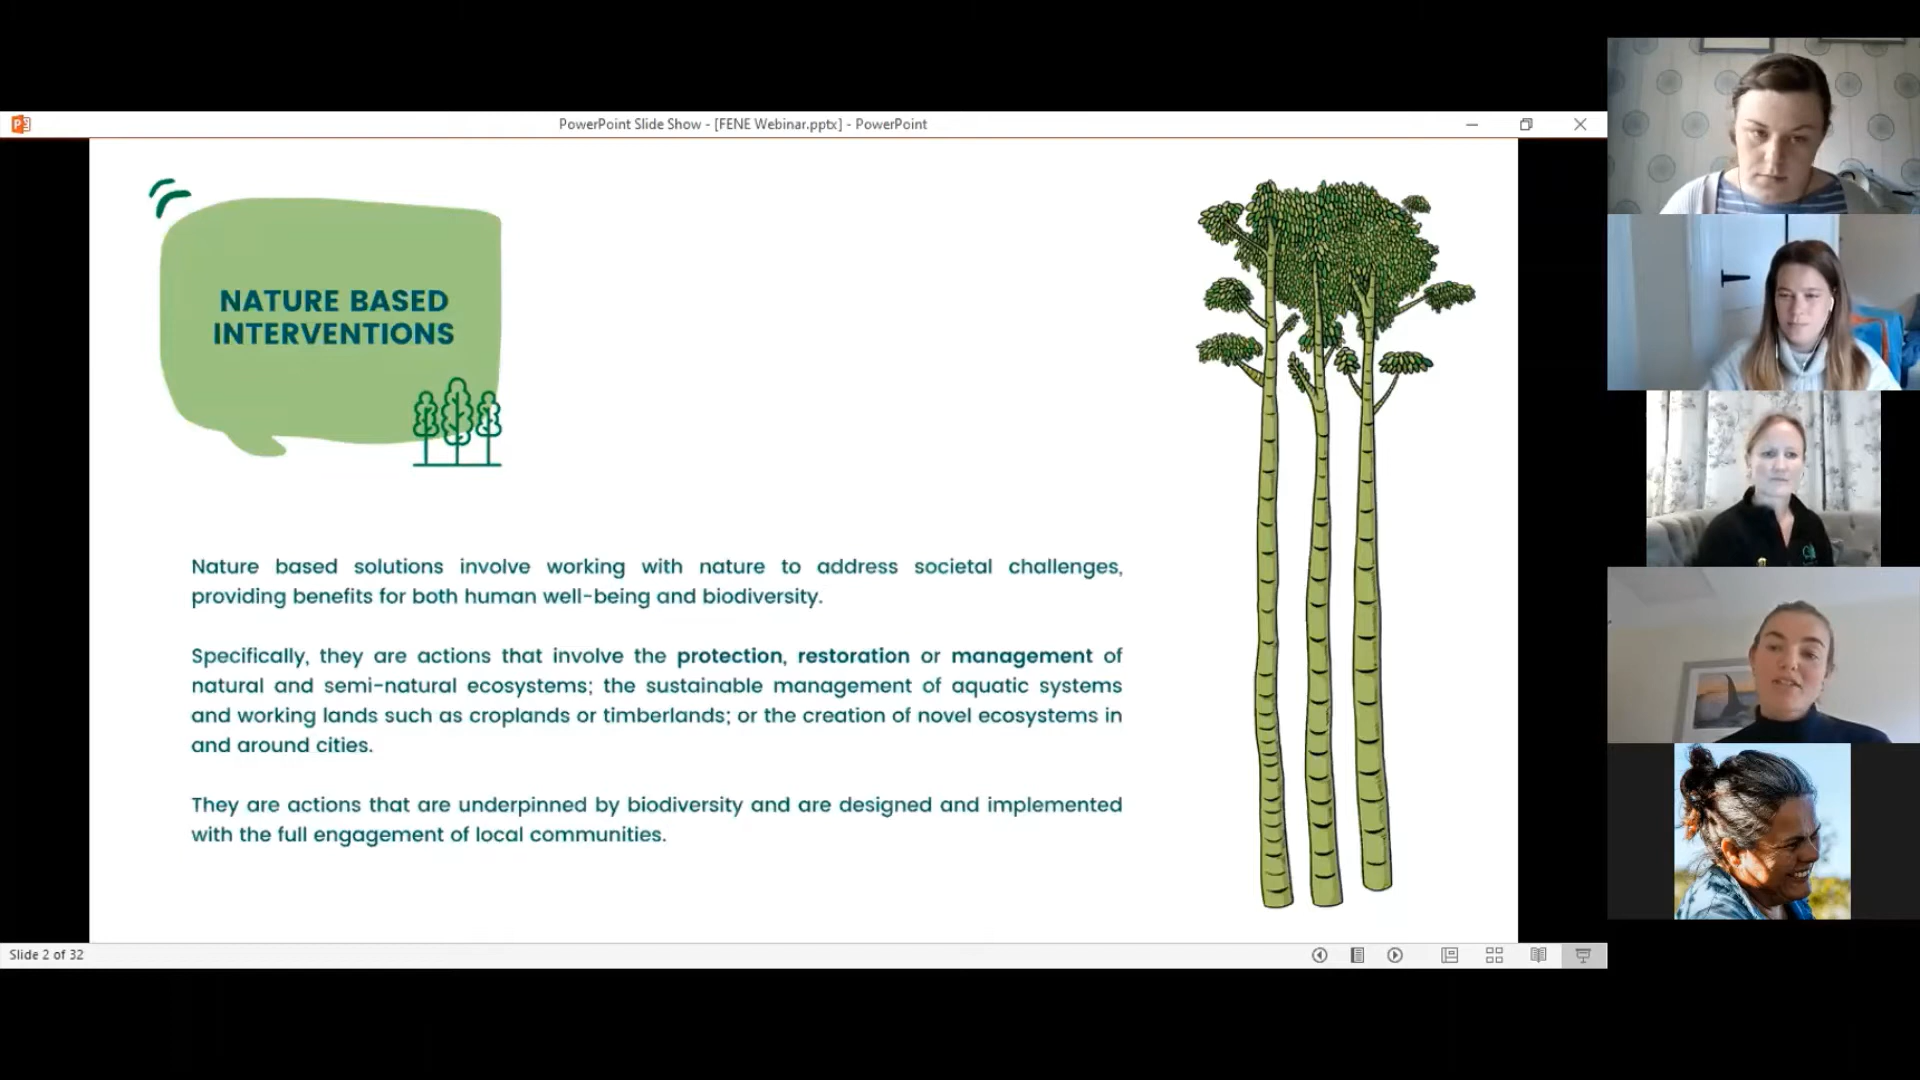 PowerPoint Slide Show - [FENE Webinar.pptx] - PowerPoint
NATURE BASED
INTERVENTIONS
Nature based solutions involve working with nature to address societal challenges,
providing benefits for both human well-being and biodiversity.
Specifically, they are actions that involve the protection, restoration or management of
natural and semi-natural ecosystems; the sustainable management of aquatic systems
and working lands such as croplands or timberlands; or the creation of novel ecosystems in
and around cities.
They are actions that are underpinned by biodiversity and are designed and implemented
with the full engagement of local communities.
Slide 2 of 32